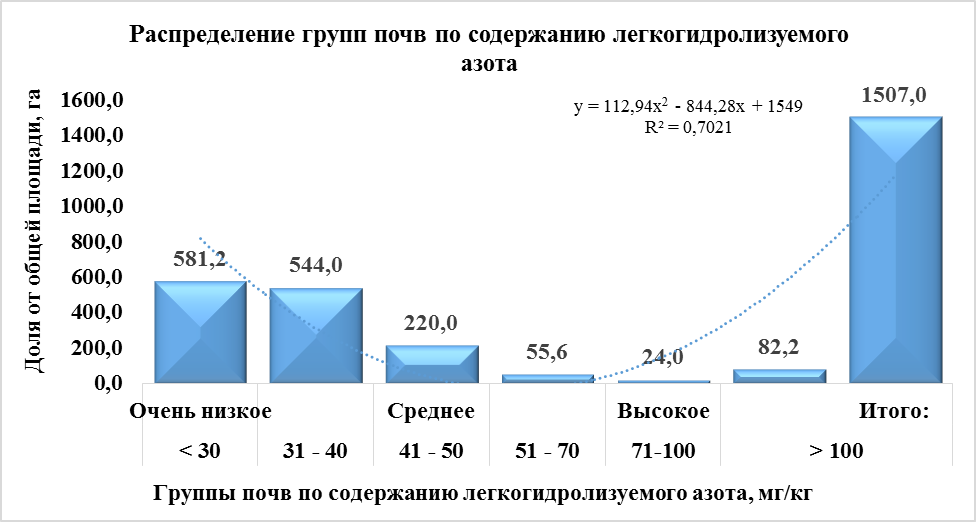 Распределение групп почв по содержанию легкогидролизуемого
азота
Доля от общей площади, га
1600,0
1400,0
1200,0
1000,0
800,0
600,0
400,0
200,0
0,0
y = 112,94x² - 844,28x + 1549
R² = 0,7021
581,2
544,0
220,0
55,6
24,0
82,2
1507,0
Очень низкое Среднее Высокое Итого:
< 30 31 - 40 41 - 50 51 - 70 71-100 > 100
Группы почв по содержанию легкогидролизуемого азота, мг/кг